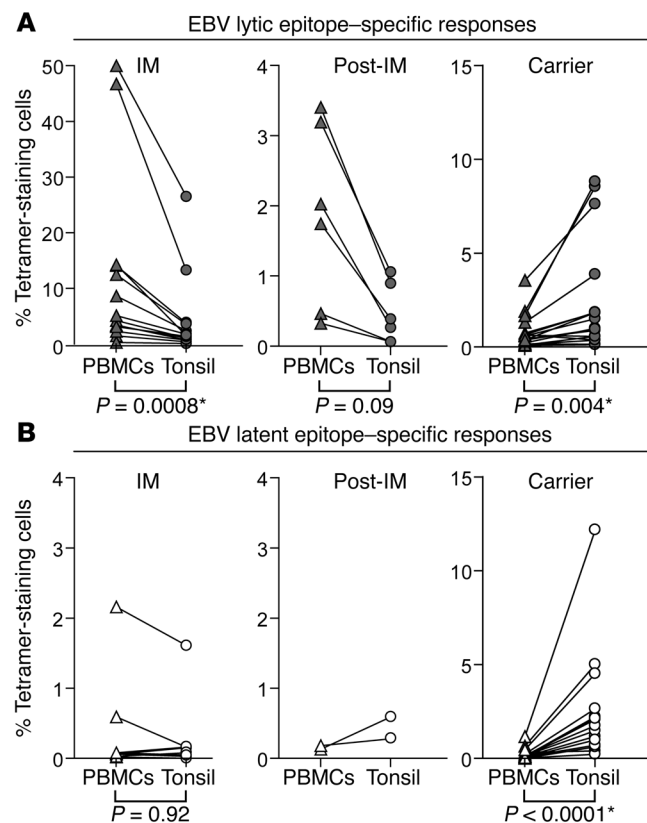 A
EBV lytic epitope–specific responses
IM
Post-IM
Carrier
% Tetramer-staining cells
50
40
30
20
10
0
4
3
2
1
0
15
10
5
0
PBMCs Tonsil
PBMCs Tonsil
PBMCs Tonsil
P = 0.0008*
P = 0.09
P = 0.004*
B
EBV latent epitope–specific responses
IM
Post-IM
Carrier
% Tetramer-staining cells
4
3
2
1
0
4
3
2
1
0
15
10
5
0
PBMCs Tonsil
PBMCs Tonsil
PBMCs Tonsil
P = 0.92
P < 0.0001*